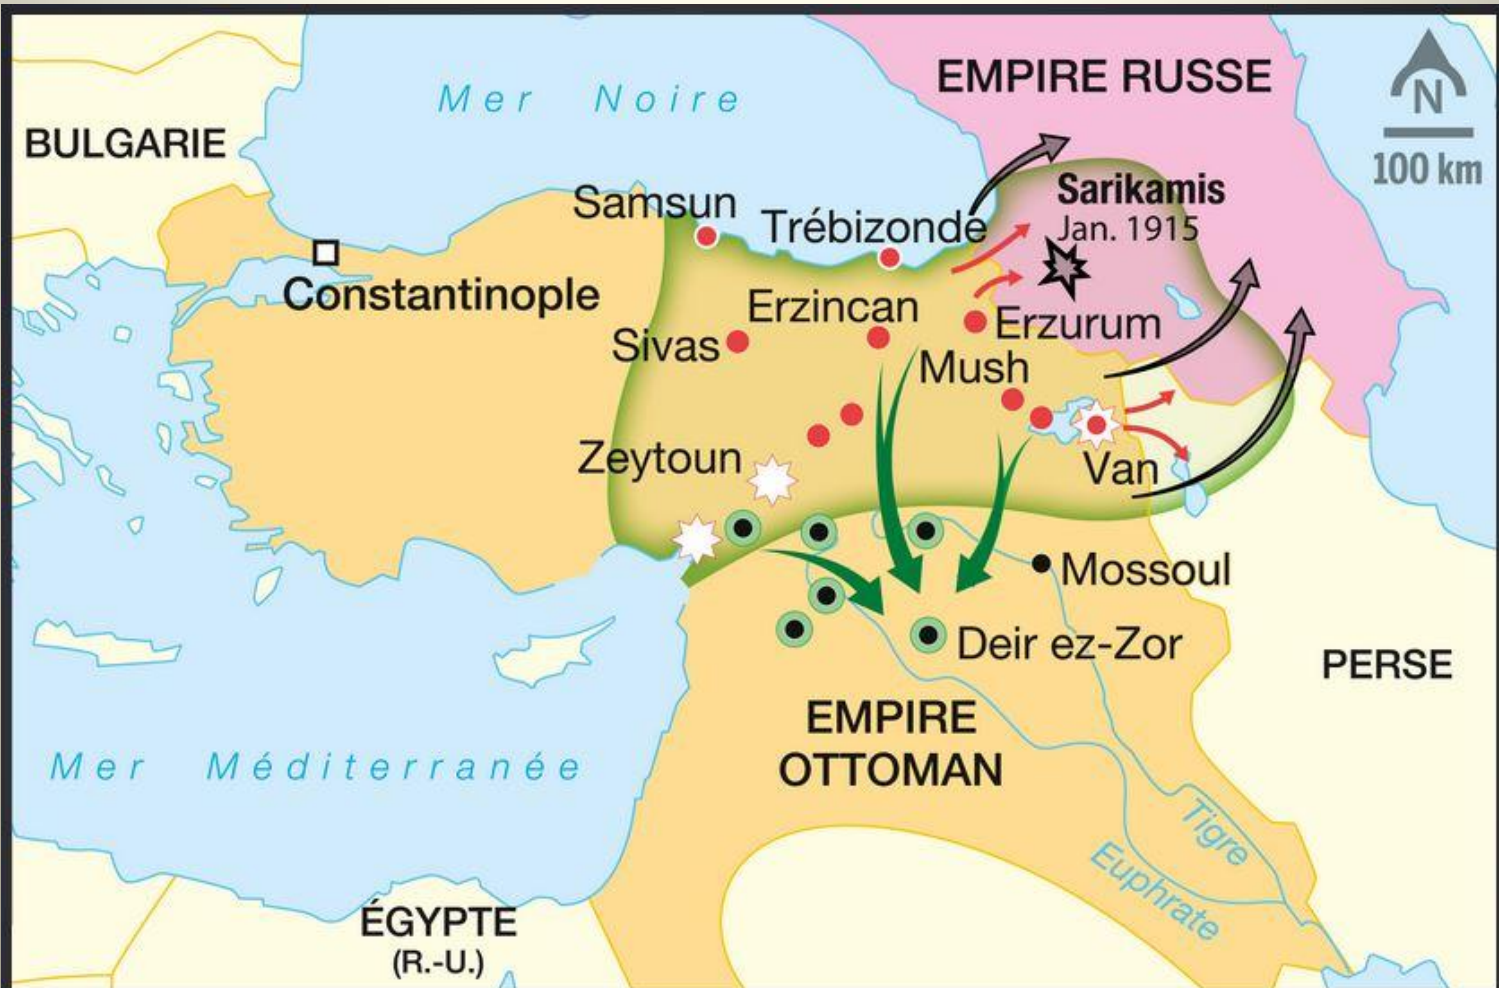 EMPIRE RUSSE
N
100 km
Mer Noire
BULGARIE
Samsun
Trébizonde
Sarikamis
Jan. 1915
Constantinople
Erzincan
Erzurum
Sivas
Mush
Zeytoun
Van
Mossoul
Deir ez-Zor
PERSE
EMPIRE
OTTOMAN
Mer Méditerranée
Tigre
Euphrate
ÉGYPTE
(R.-U.)